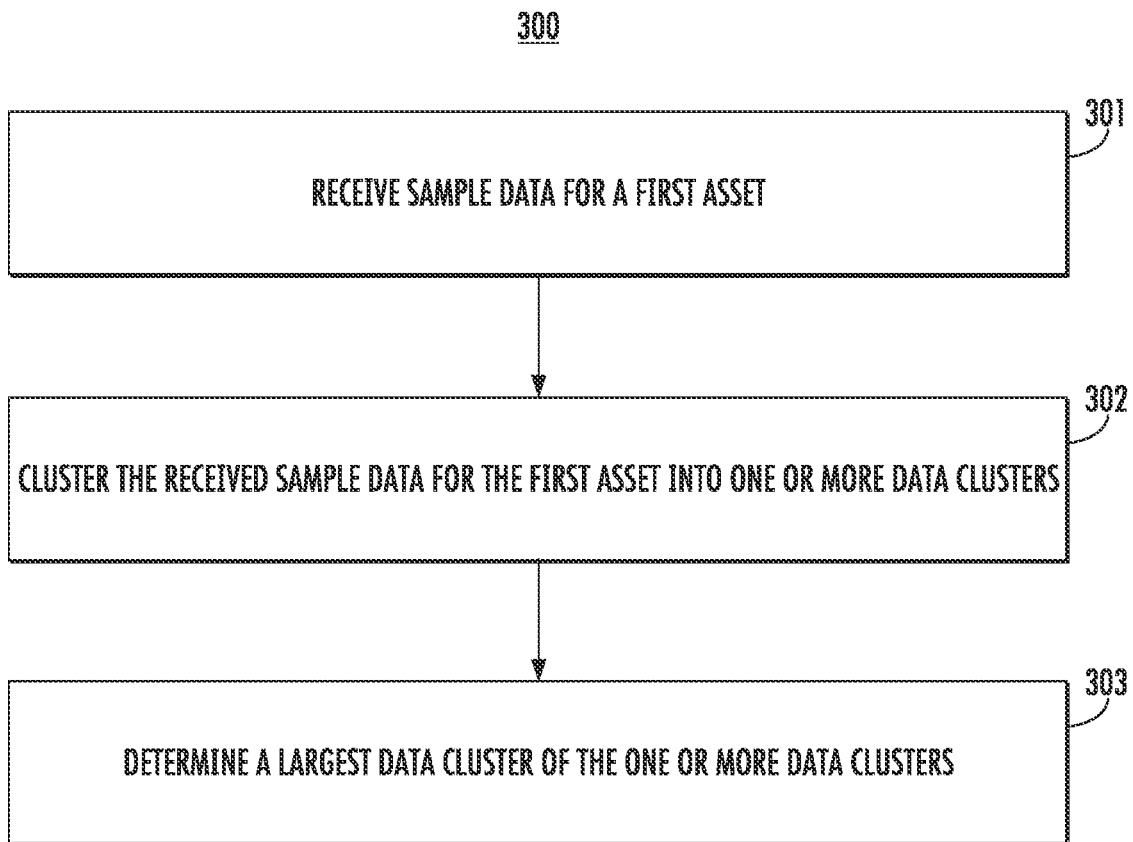 300
301
RECEIVE SAMPLE DATA FOR A FIRST ASSET
302
CLUSTER THE RECEIVED SAMPLE DATA FOR THE FIRST ASSET INTO ONE OR MORE DATA CLUSTERS
303
DETERMINE A LARGEST DATA CLUSTER OF THE ONE OR MORE DATA CLUSTERS